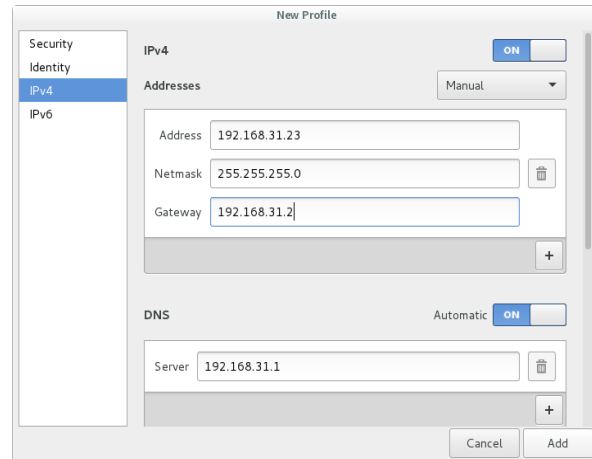 New Profile
Security
Identity
IPv4
IPv6
IPv4
ON
Addresses
Manual
Address 192.168.31.23
Netmask 255.255.255.0
Gateway 192.168.31.2
+
DNS
Automatic ON
Server 192.168.31.1
+
Cancel
Add